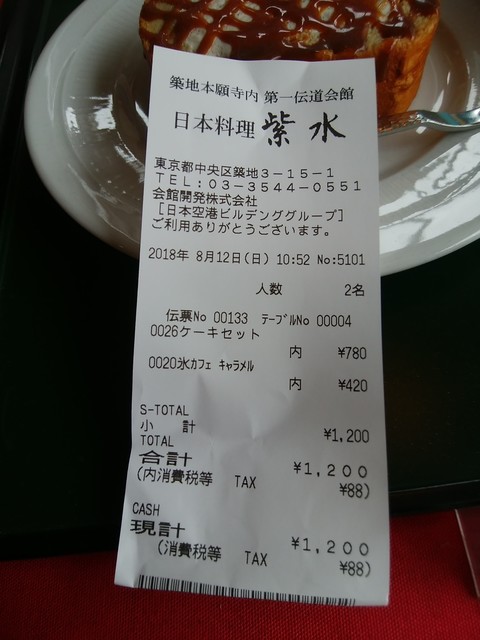 築地本願寺内 第一伝道会館
日本料理 紫水
東京都中央区築地3-15-1
TEL:03-3544-0551
会館開発株式会社
[日本空港ビルデンググループ]
ご利用ありがとうございます。
2018年 8月12日(日) 10:52 No:5101
人数 2名
伝票No 00133 テーブルNo 00004
0026ケーキセット
内 ¥780
0020氷カフェ キャラメル
内 ¥420
S-TOTAL
小 計 ¥1,200
TOTAL
合計 ¥1,200
(内消費税等 TAX ¥88)
CASH
現計 ¥1,200
(消費税等 TAX ¥88)